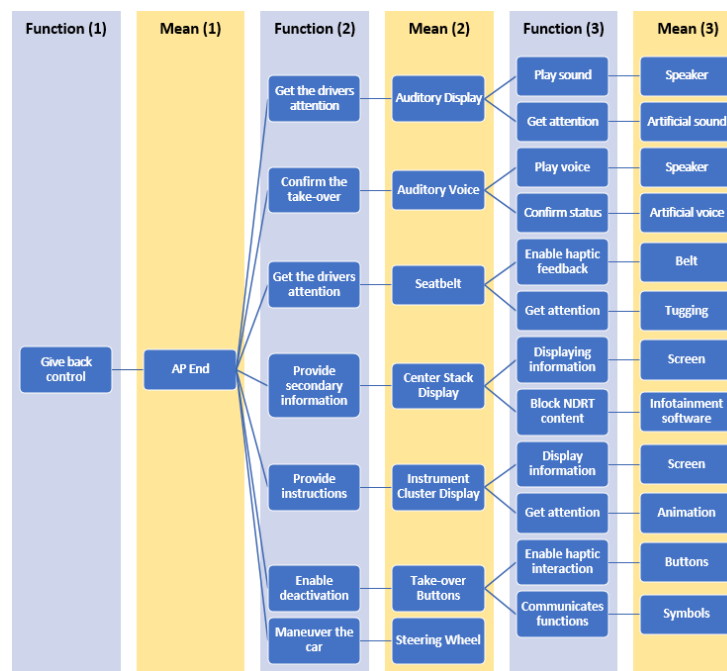 Function (1)
Mean (1)
Function (2)
Mean (2)
Function (3)
Mean (3)
Give back
control
AP End
Get the drivers
attention
Auditory Display
Play sound
Speaker
Get attention
Artificial sound
Confirm the
take-over
Auditory Voice
Play voice
Speaker
Confirm status
Artificial voice
Get the drivers
attention
Seatbelt
Enable haptic
feedback
Belt
Get attention
Tugging
Provide
secondary
information
Center Stack
Display
Displaying
information
Screen
Block NDRT
content
Infotainment
software
Provide
instructions
Instrument
Cluster Display
Display
information
Screen
Get attention
Animation
Enable
deactivation
Take-over
Buttons
Enable haptic
interaction
Buttons
Communicates
functions
Symbols
Maneuver the
car
Steering Wheel